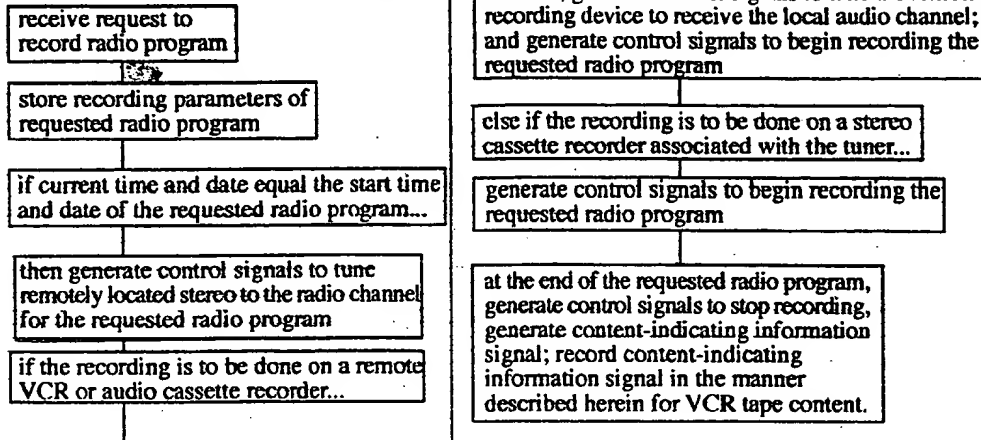 receive request to
record radio program
store recording parameters of
requested radio program
if current time and date equal the start time
and date of the requested radio program...
then generate control signals to tune
remotely located stereo to the radio channel
for the requested radio program
if the recording is to be done on a remote
VCR or audio cassette recorder...
recording device to receive the local audio channel;
and generate control signals to begin recording the
requested radio program
else if the recording is to be done on a stereo
cassette recorder associated with the tuner...
generate control signals to begin recording the
requested radio program
at the end of the requested radio program,
generate control signals to stop recording,
generate content-indicating information
signal; record content-indicating
information signal in the manner
described herein for VCR tape content.